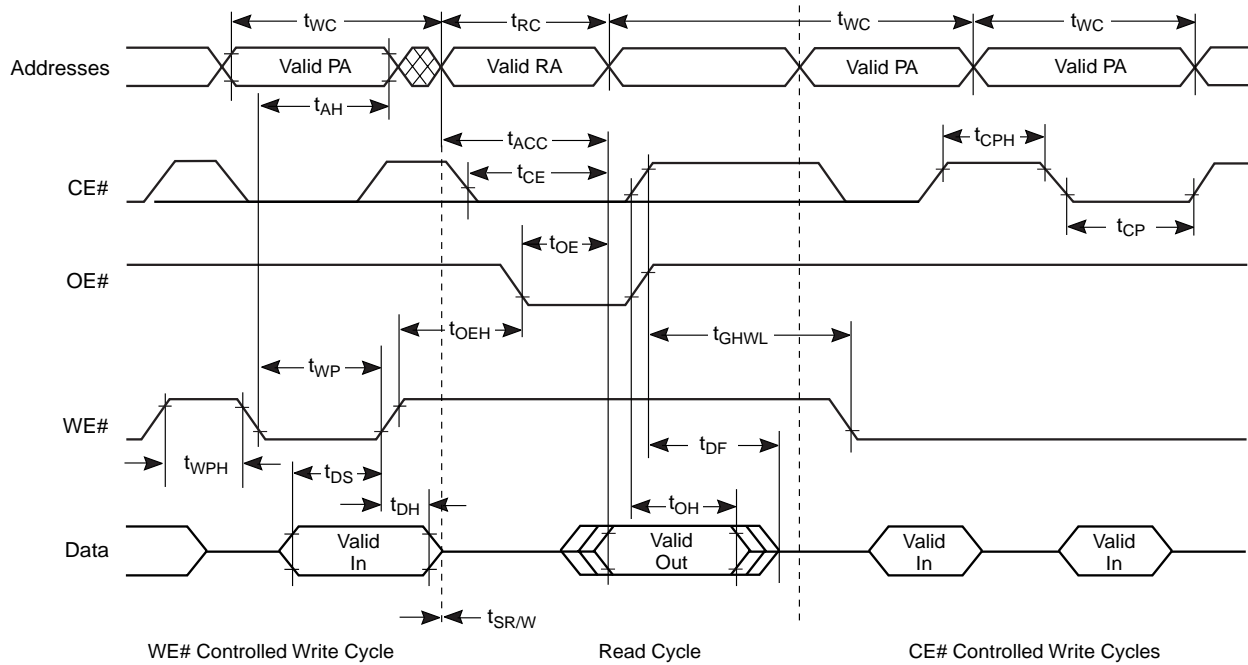 tWC tRC tWC tWC
Addresses Valid PA Valid RA Valid PA Valid PA
tAH
tACC tCPH
CE# tCE
tCP
tOE
OE#
tOEH tGHWL
tWP
WE#
tWPH tDS tDF
tDH tOH
Data Valid In Valid Out Valid In Valid In
tSR/W
WE# Controlled Write Cycle Read Cycle CE# Controlled Write Cycles